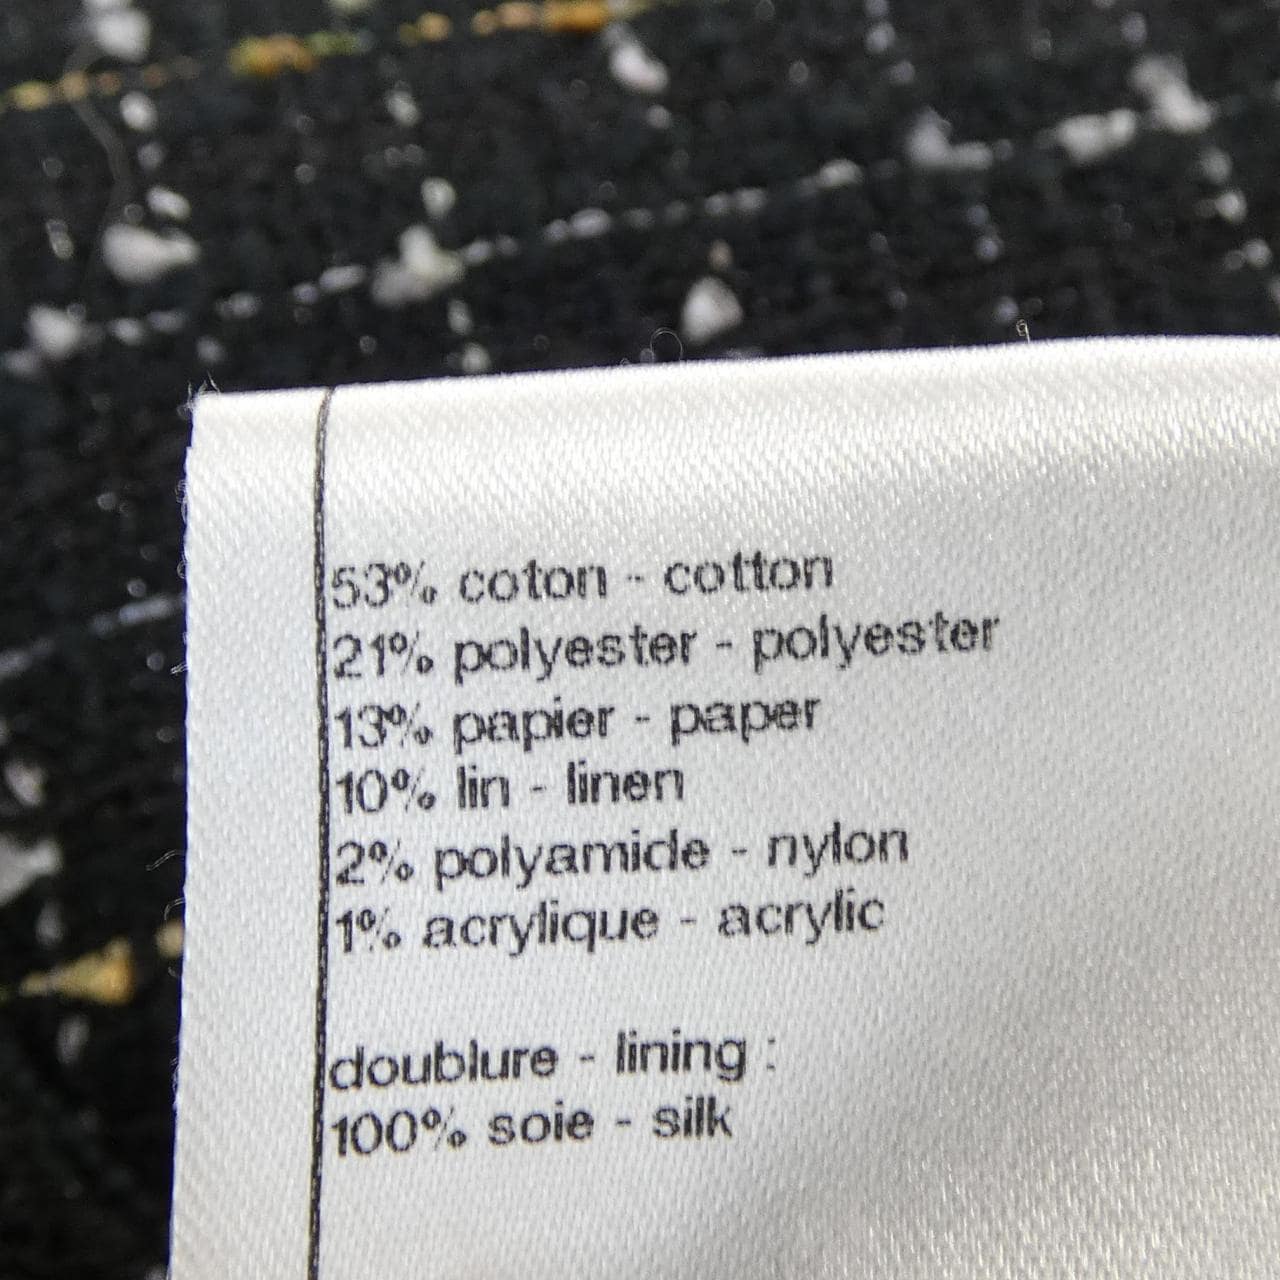 53% coton - cotton
21% polyester - polyester
13% papier - paper
10% lin - linen
2% polyamide - nylon
1% acrylique - acrylic
doublure - lining :
100% soie - silk